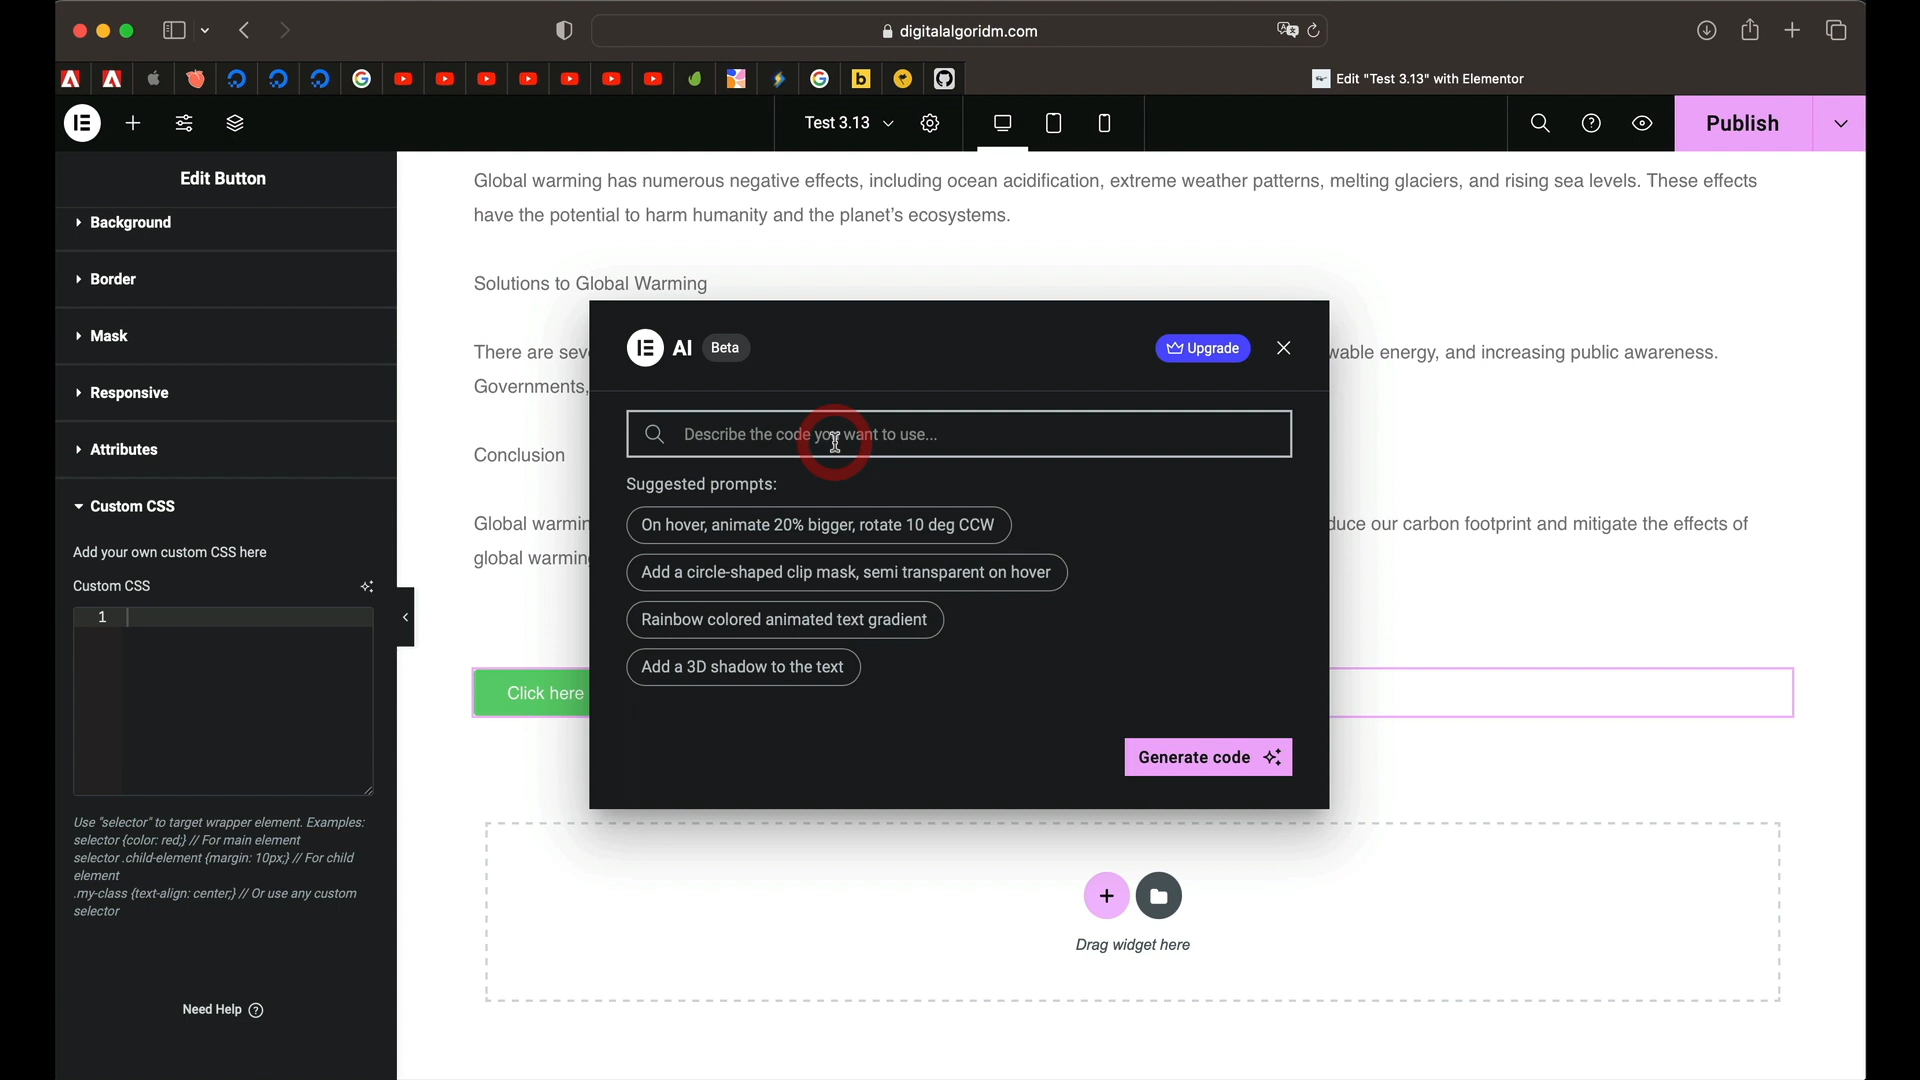 digitalalgoridm.com
Edit "Test 3.13" with Elementor
Test 3.13
Publish
Edit Button
Background
Border
Mask
Responsive
Attributes
Custom CSS
Add your own custom CSS here
Custom CSS
1
Use "selector" to target wrapper element. Examples:
selector {color: red;} // For main element
selector .child-element {margin: 10px;} // For child
element
.my-class {text-align: center;} // Or use any custom
selector
Need Help
Global warming has numerous negative effects, including ocean acidification, extreme weather patterns, melting glaciers, and rising sea levels. These effects
have the potential to harm humanity and the planet's ecosystems.
Solutions to Global Warming
There are
wable energy, and increasing public awareness.
Governments,
Conclusion
Global
duce our carbon footprint and mitigate the effects of
global
Click here
AI Beta
Upgrade
Describe the code you want to use...
Suggested prompts:
On hover, animate 20% bigger, rotate 10 deg CCW
Add a circle-shaped clip mask, semi transparent on hover
Rainbow colored animated text gradient
Add a 3D shadow to the text
Generate code
Drag widget here